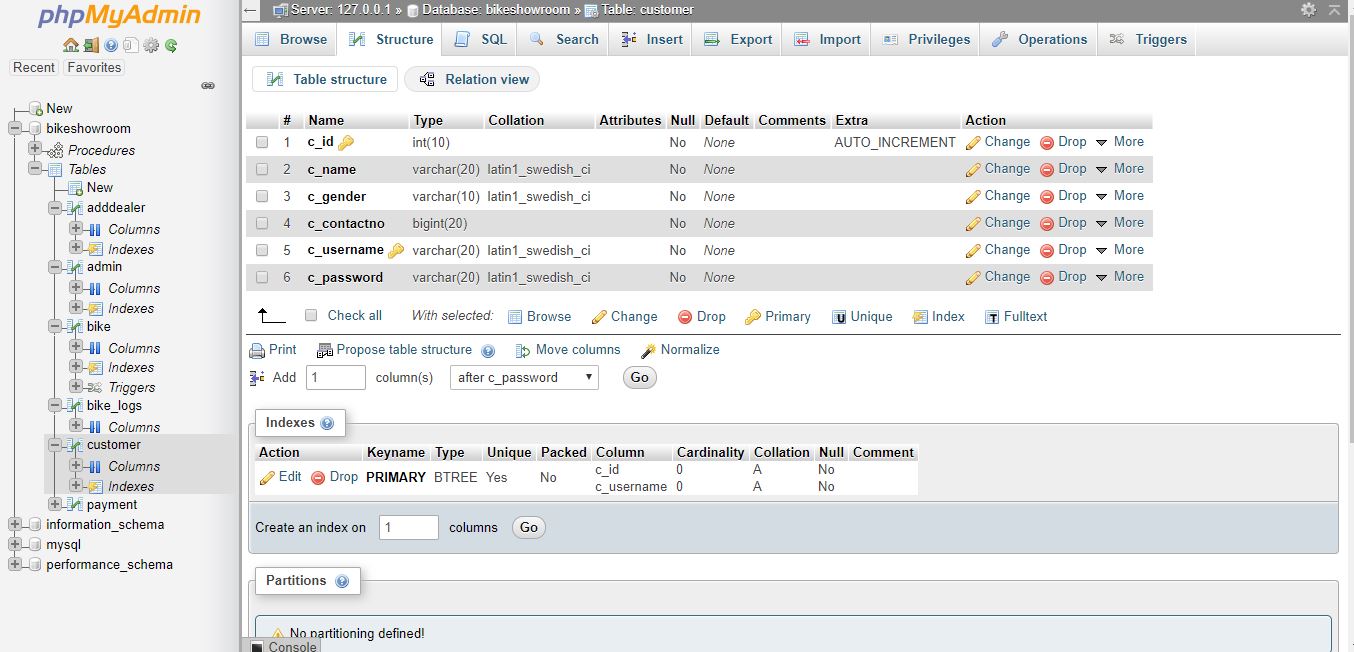 phpMyAdmin
Recent Favorites
New
bikeshowroom
Procedures
Tables
New
adddealer
Columns
Indexes
admin
Columns
Indexes
bike
Columns
Indexes
Triggers
bike_logs
Columns
customer
Columns
Indexes
payment
information_schema
mysql
performance_schema
Server: 127.0.0.1 » Database: bikeshowroom » Table: customer
Browse Structure SQL Search Insert Export Import Privileges Operations Triggers
Table structure Relation view
# Name Type Collation Attributes Null Default Comments Extra Action
1 c_id int(10) No None AUTO_INCREMENT Change Drop More
2 c_name varchar(20) latin1_swedish_ci No None Change Drop More
3 c_gender varchar(10) latin1_swedish_ci No None Change Drop More
4 c_contactno bigint(20) No None Change Drop More
5 c_username varchar(20) latin1_swedish_ci No None Change Drop More
6 c_password varchar(20) latin1_swedish_ci No None Change Drop More
Check all With selected: Browse Change Drop Primary Unique Index Fulltext
Print Propose table structure Move columns Normalize
Add 1 column(s) after c_password Go
Indexes
Action Keyname Type Unique Packed Column Cardinality Collation Null Comment
Edit Drop PRIMARY BTREE Yes No c_id 0 A No
c_username 0 A No
Create an index on 1 columns Go
Partitions
No partitioning defined!
Console